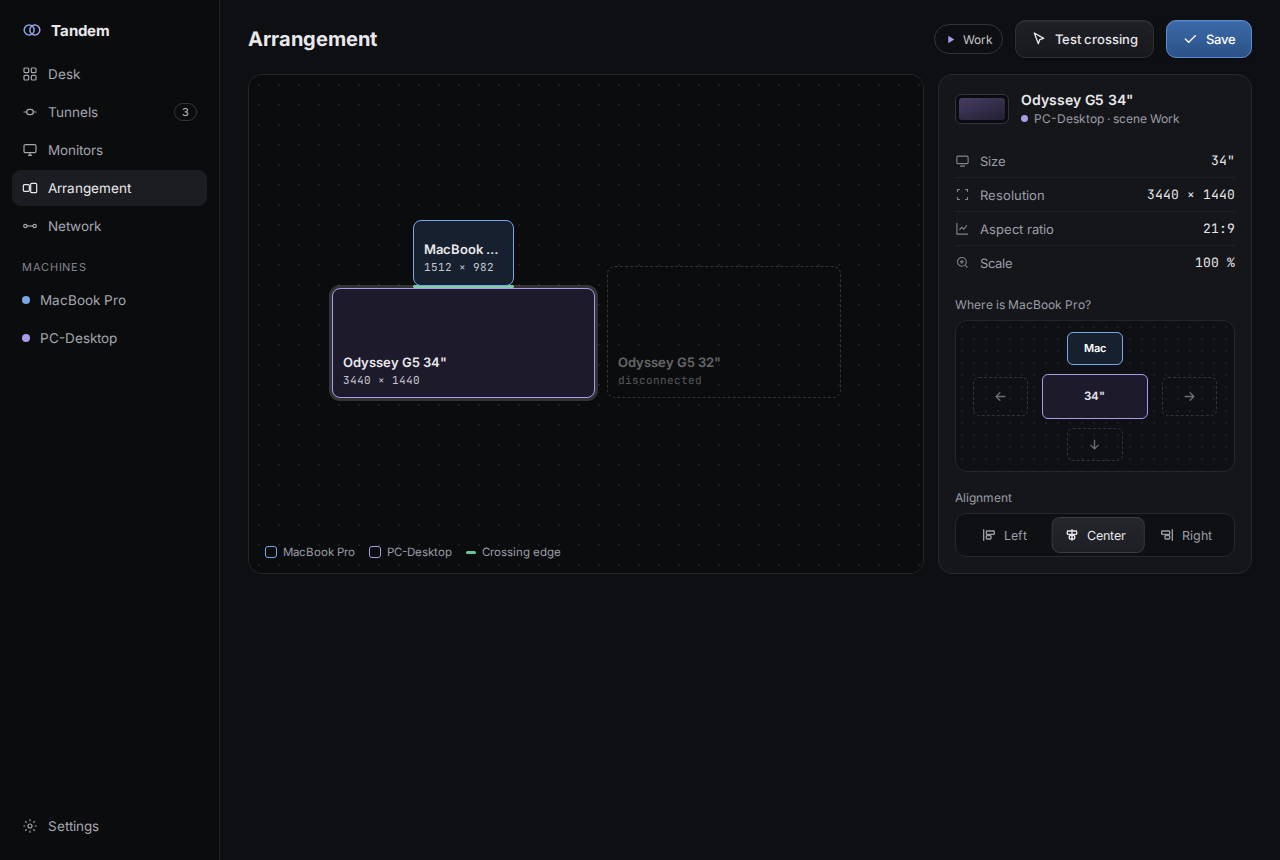 Tandem
Desk
Tunnels
3
Monitors
Arrangement
Network
MACHINES
MacBook Pro
PC-Desktop
Settings
Arrangement
Work
Test crossing
Save
MacBook ...
1512 × 982
Odyssey G5 34"
3440 × 1440
Odyssey G5 32"
disconnected
MacBook Pro
PC-Desktop
Crossing edge
Odyssey G5 34"
PC-Desktop · scene Work
Size
34"
Resolution
3440 × 1440
Aspect ratio
21:9
Scale
100 %
Where is MacBook Pro?
Mac
34"
Alignment
Left
Center
Right